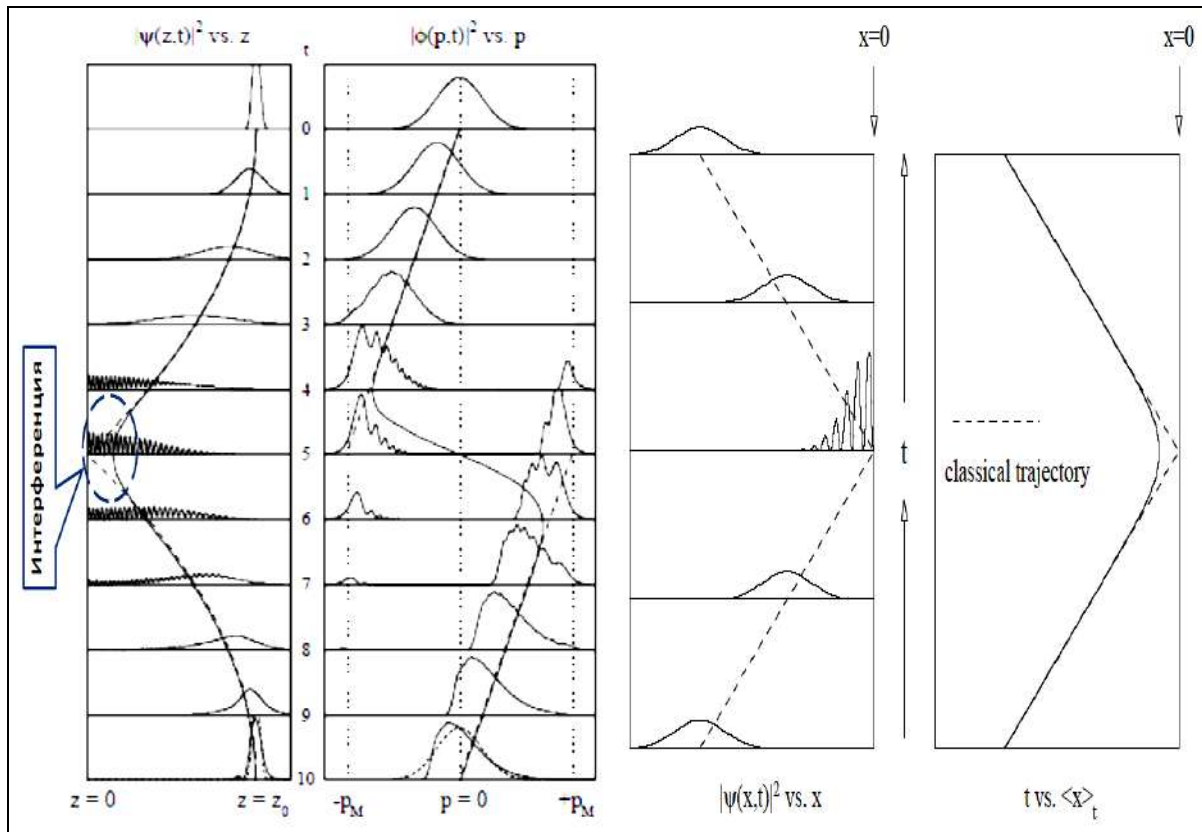 |ψ(z,t)|² vs. z
t
|φ(p,t)|² vs. p
x=0
x=0
0
1
2
3
4
5
6
7
8
9
10
Интерференция
t
classical trajectory
z = 0
z = z₀
-p_M
p = 0
+p_M
|ψ(x,t)|² vs. x
t vs. <x>_t